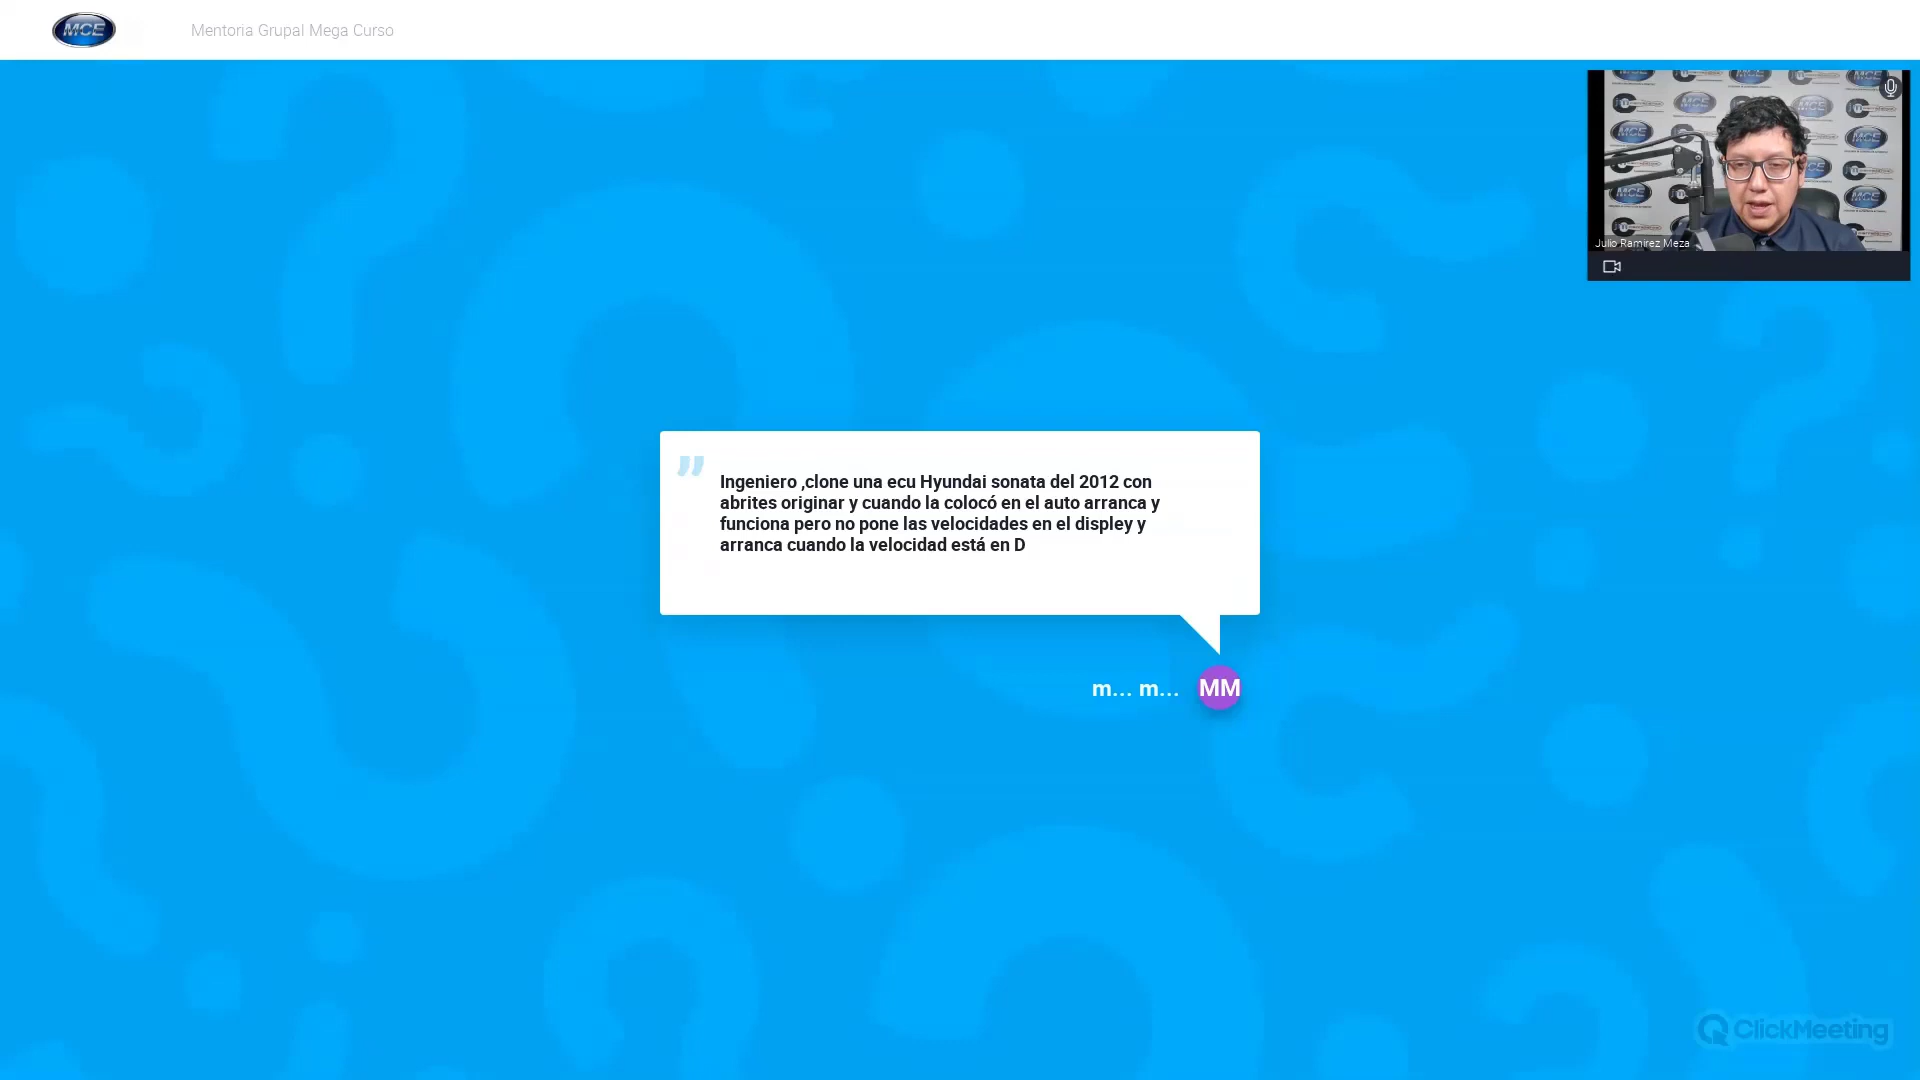 MCE
Mentoria Grupal Mega Curso
Julio Ramirez Meza
Ingeniero ,clone una ecu Hyundai sonata del 2012 con
abrites originar y cuando la colocó en el auto arranca y
funciona pero no pone las velocidades en el displey y
arranca cuando la velocidad está en D
m... m...
MM
ClickMeeting